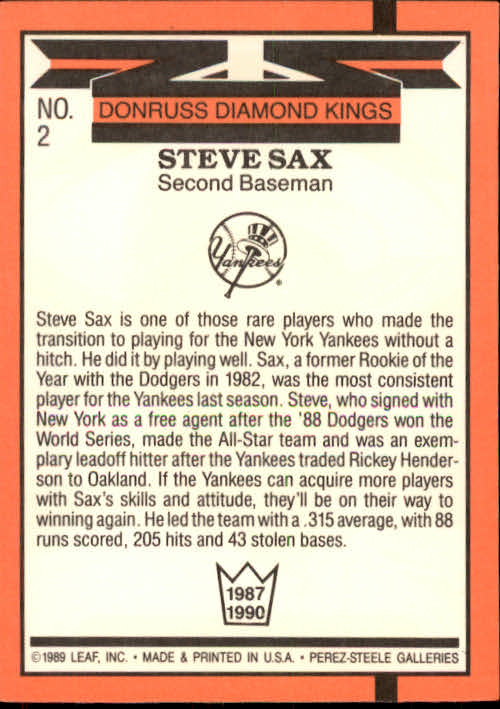 NO.
2
DONRUSS DIAMOND KINGS
STEVE SAX
Second Baseman
Yankees
®
Steve Sax is one of those rare players who made the
transition to playing for the New York Yankees without a
hitch. He did it by playing well. Sax, a former Rookie of the
Year with the Dodgers in 1982, was the most consistent
player for the Yankees last season. Steve, who signed with
New York as a free agent after the '88 Dodgers won the
World Series, made the All-Star team and was an exem-
plary leadoff hitter after the Yankees traded Rickey Hender-
son to Oakland. If the Yankees can acquire more players
with Sax's skills and attitude, they'll be on their way to
winning again. He led the team with a .315 average, with 88
runs scored, 205 hits and 43 stolen bases.
1987
1990
©1989 LEAF, INC. • MADE & PRINTED IN U.S.A. • PEREZ-STEELE GALLERIES